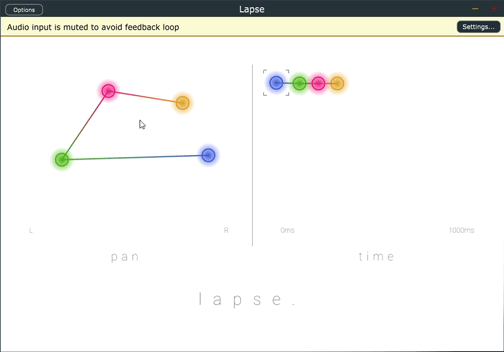 Options
Lapse
Audio input is muted to avoid feedback loop
Settings...
L
R
0ms
1000ms
pan
time
lapse.